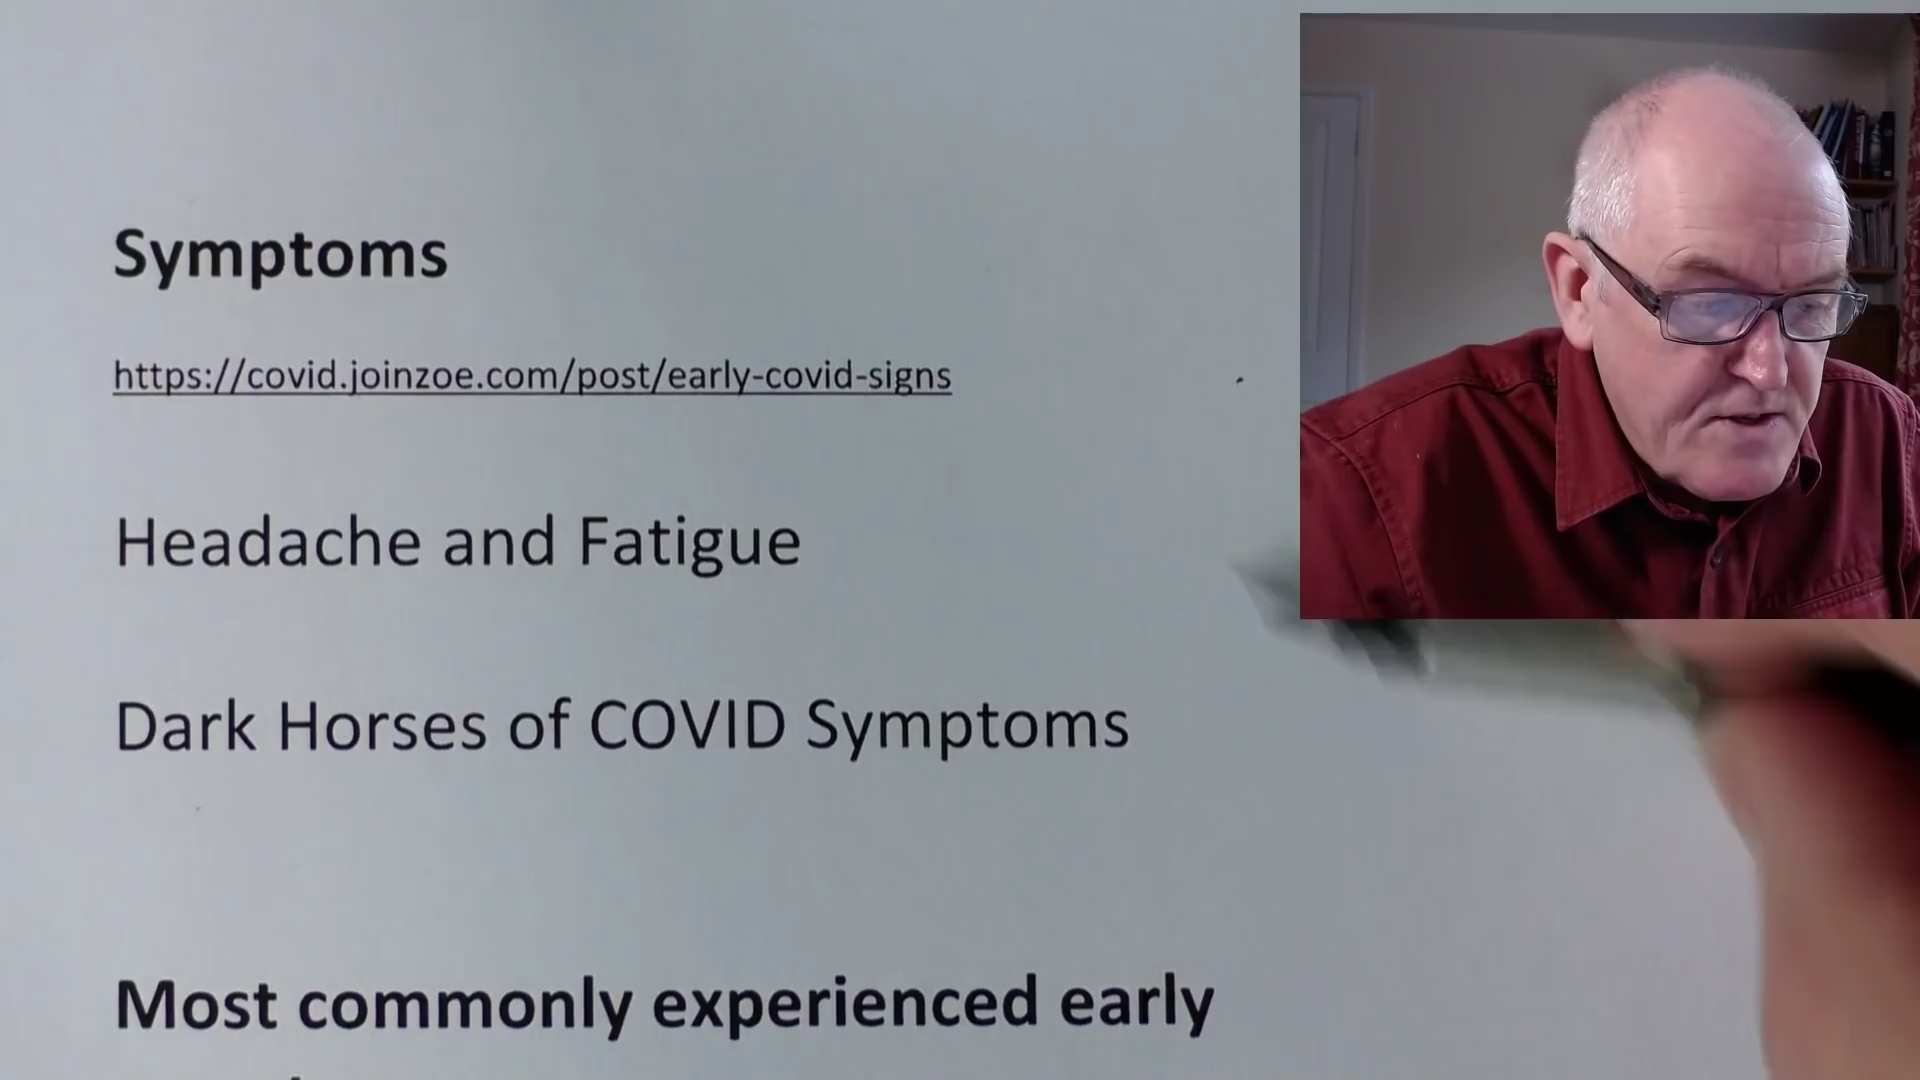 Symptoms
https://covid.joinzoe.com/post/early-covid-signs
Headache and Fatigue
Dark Horses of COVID Symptoms
Most commonly experienced early